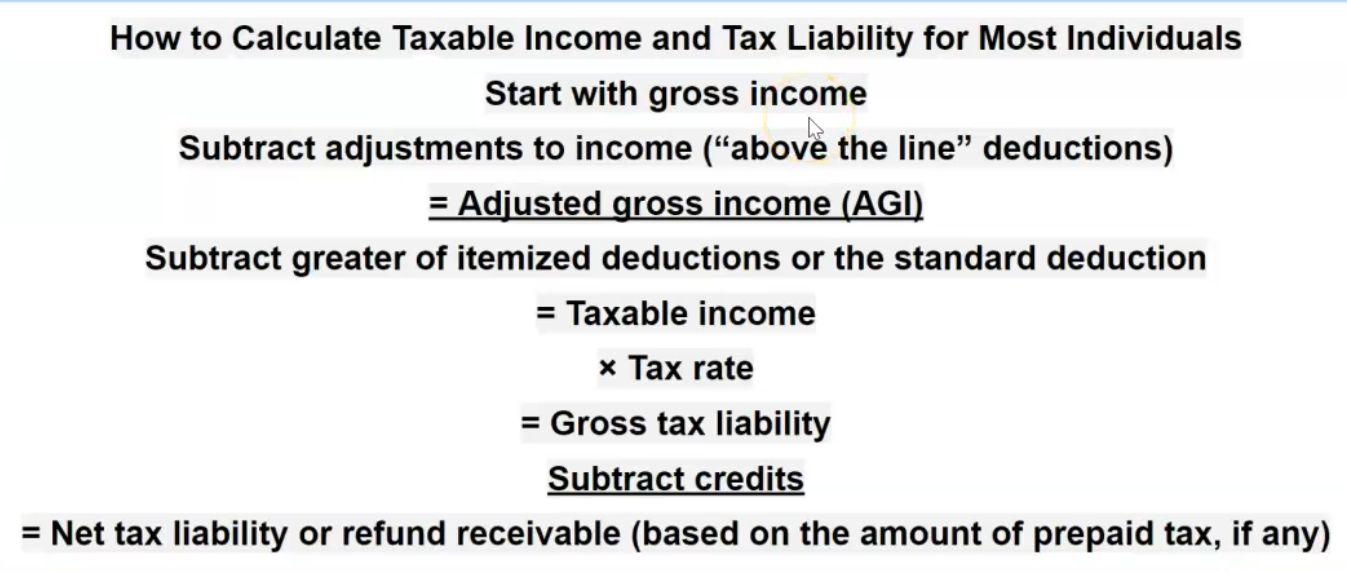 How to Calculate Taxable Income and Tax Liability for Most Individuals
Start with gross income
Subtract adjustments to income (“above the line” deductions)
= Adjusted gross income (AGI)
Subtract greater of itemized deductions or the standard deduction
= Taxable income
× Tax rate
= Gross tax liability
Subtract credits
= Net tax liability or refund receivable (based on the amount of prepaid tax, if any)